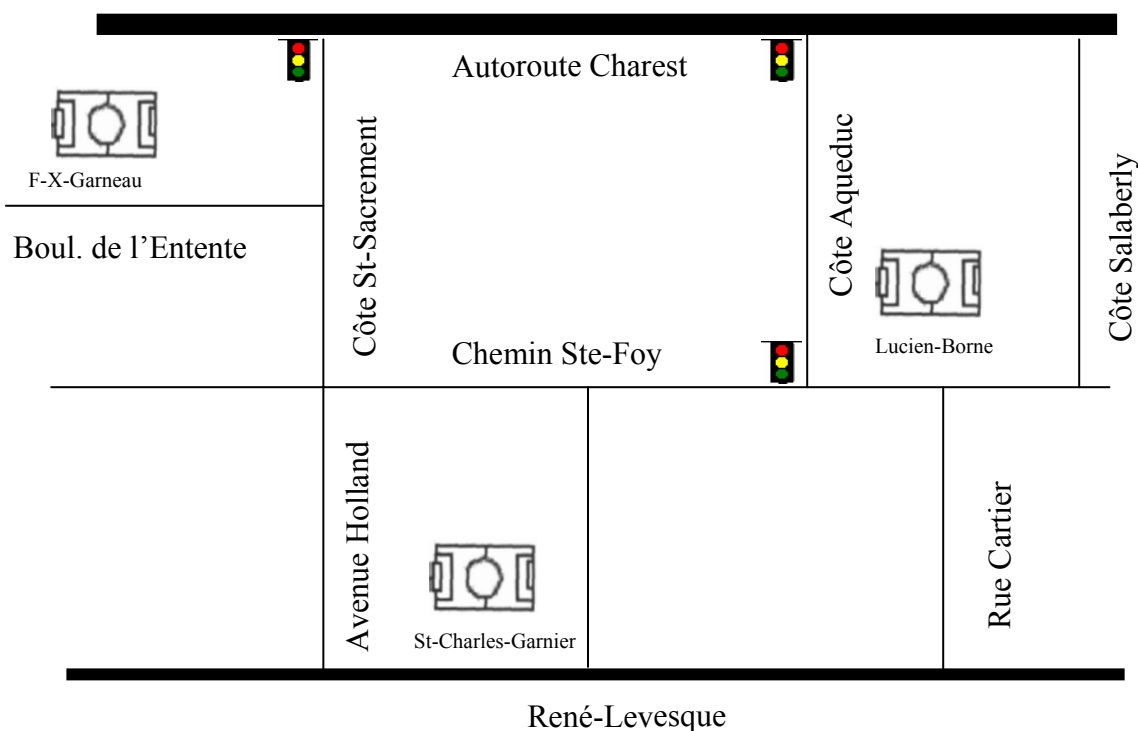 Autoroute Charest
F-X-Garneau
Boul. de l’Entente
Côte St-Sacrement
Côte Aqueduc
Côte Salaberly
Lucien-Borne
Chemin Ste-Foy
Avenue Holland
St-Charles-Garnier
Rue Cartier
René-Levesque